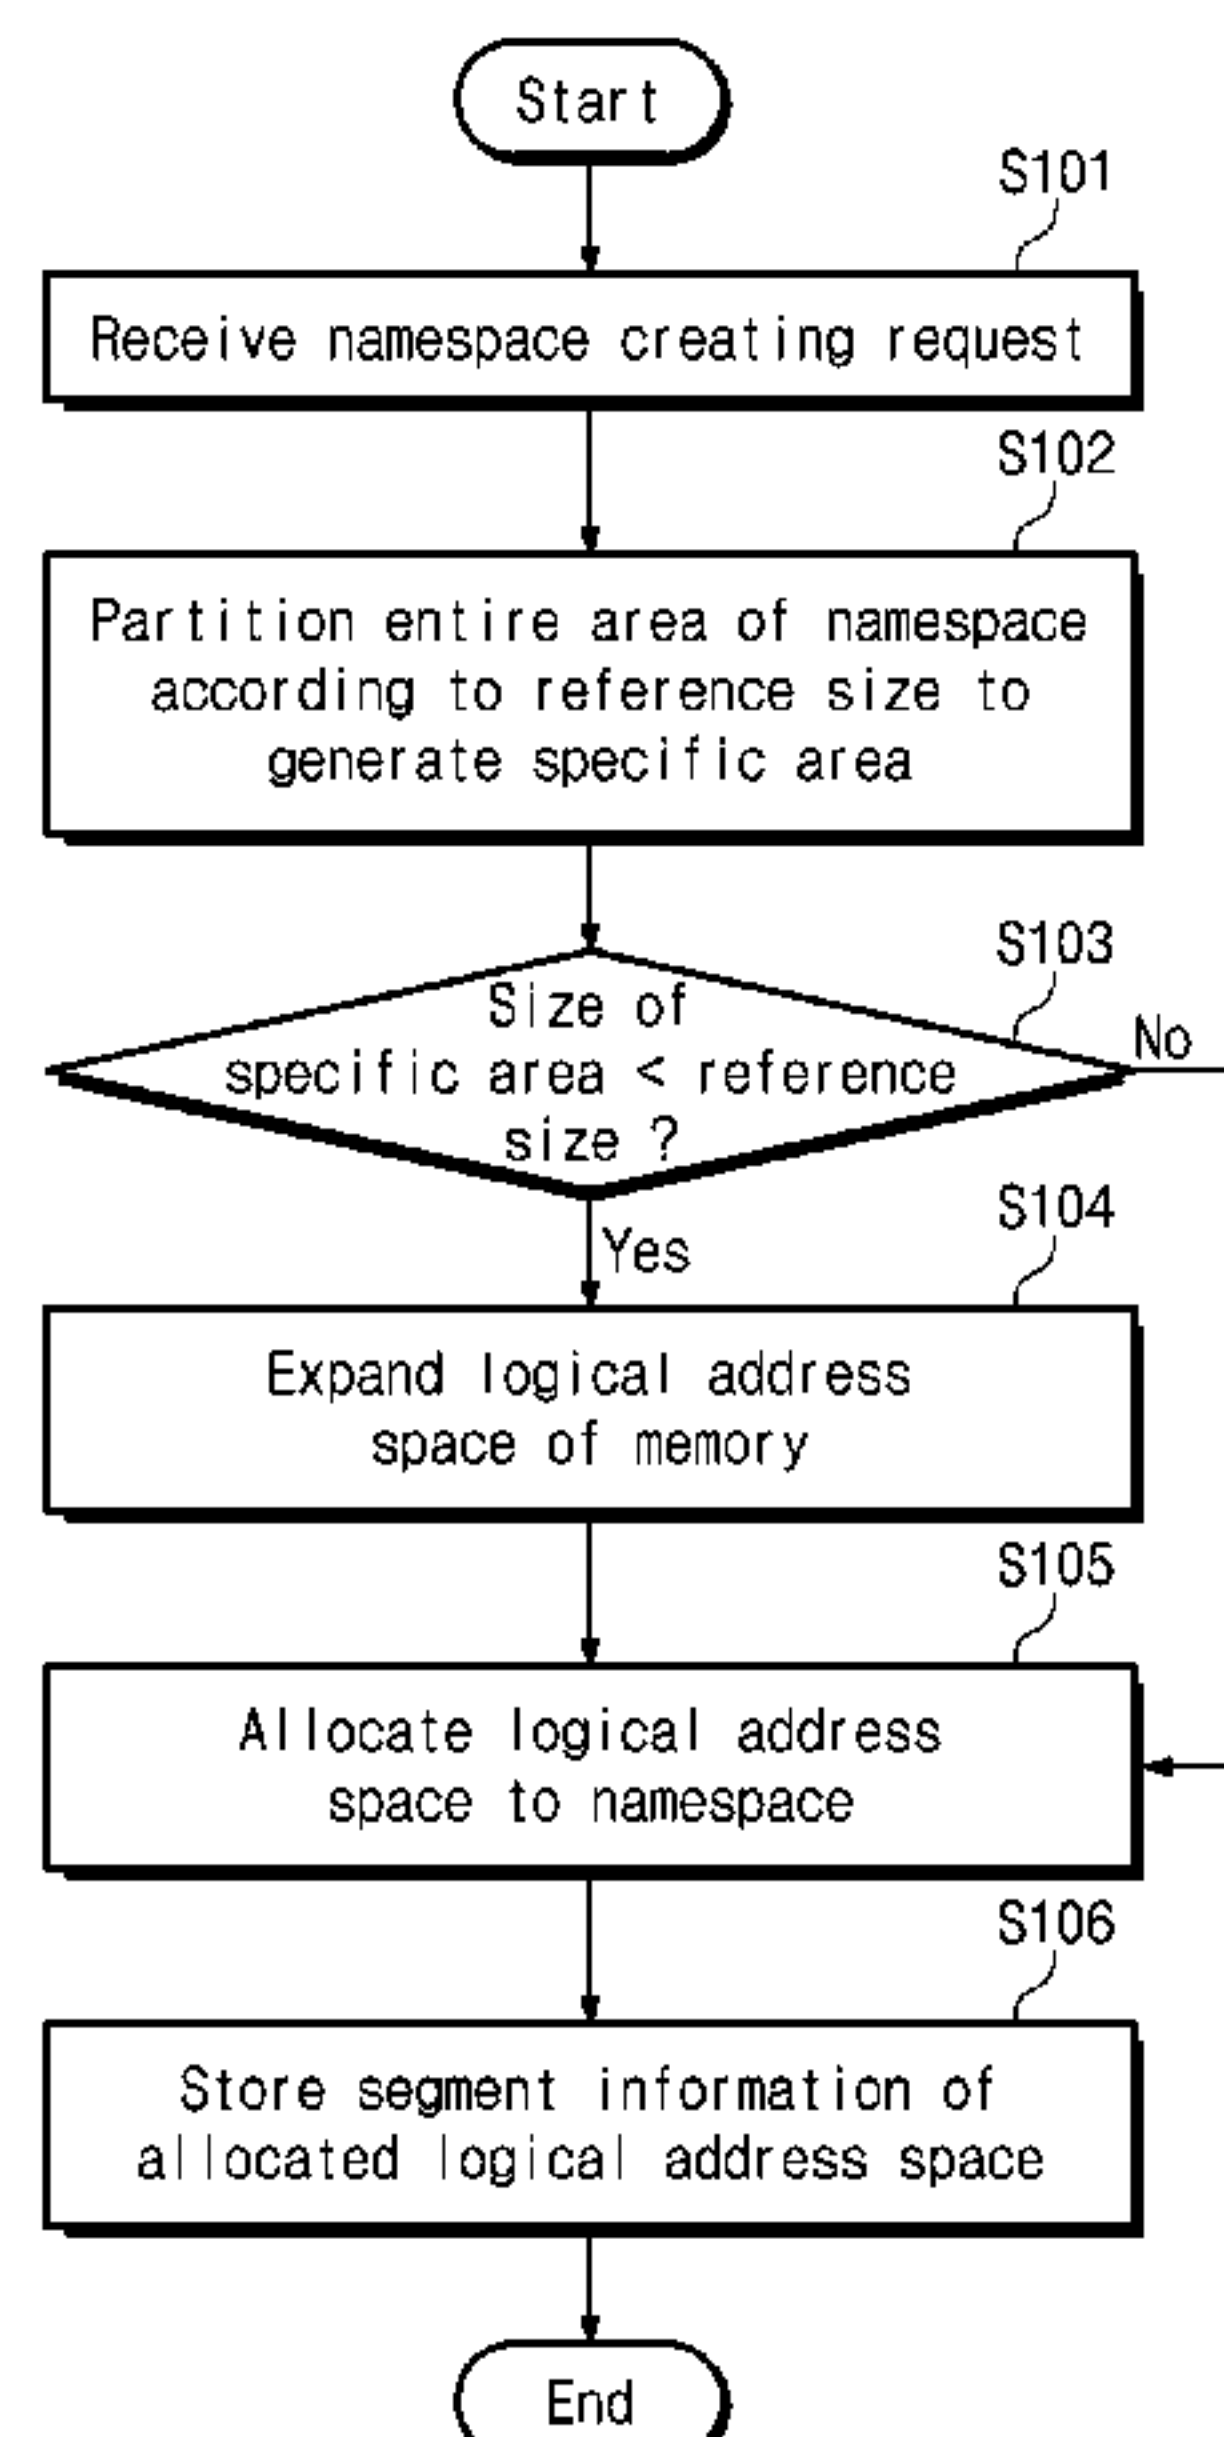 Start
S101
Receive namespace creating request
S102
Partition entire area of namespace
according to reference size to
generate specific area
S103
Size of
specific area < reference
size ?
No
Yes
S104
Expand logical address
space of memory
S105
Allocate logical address
space to namespace
S106
Store segment information of
allocated logical address space
End